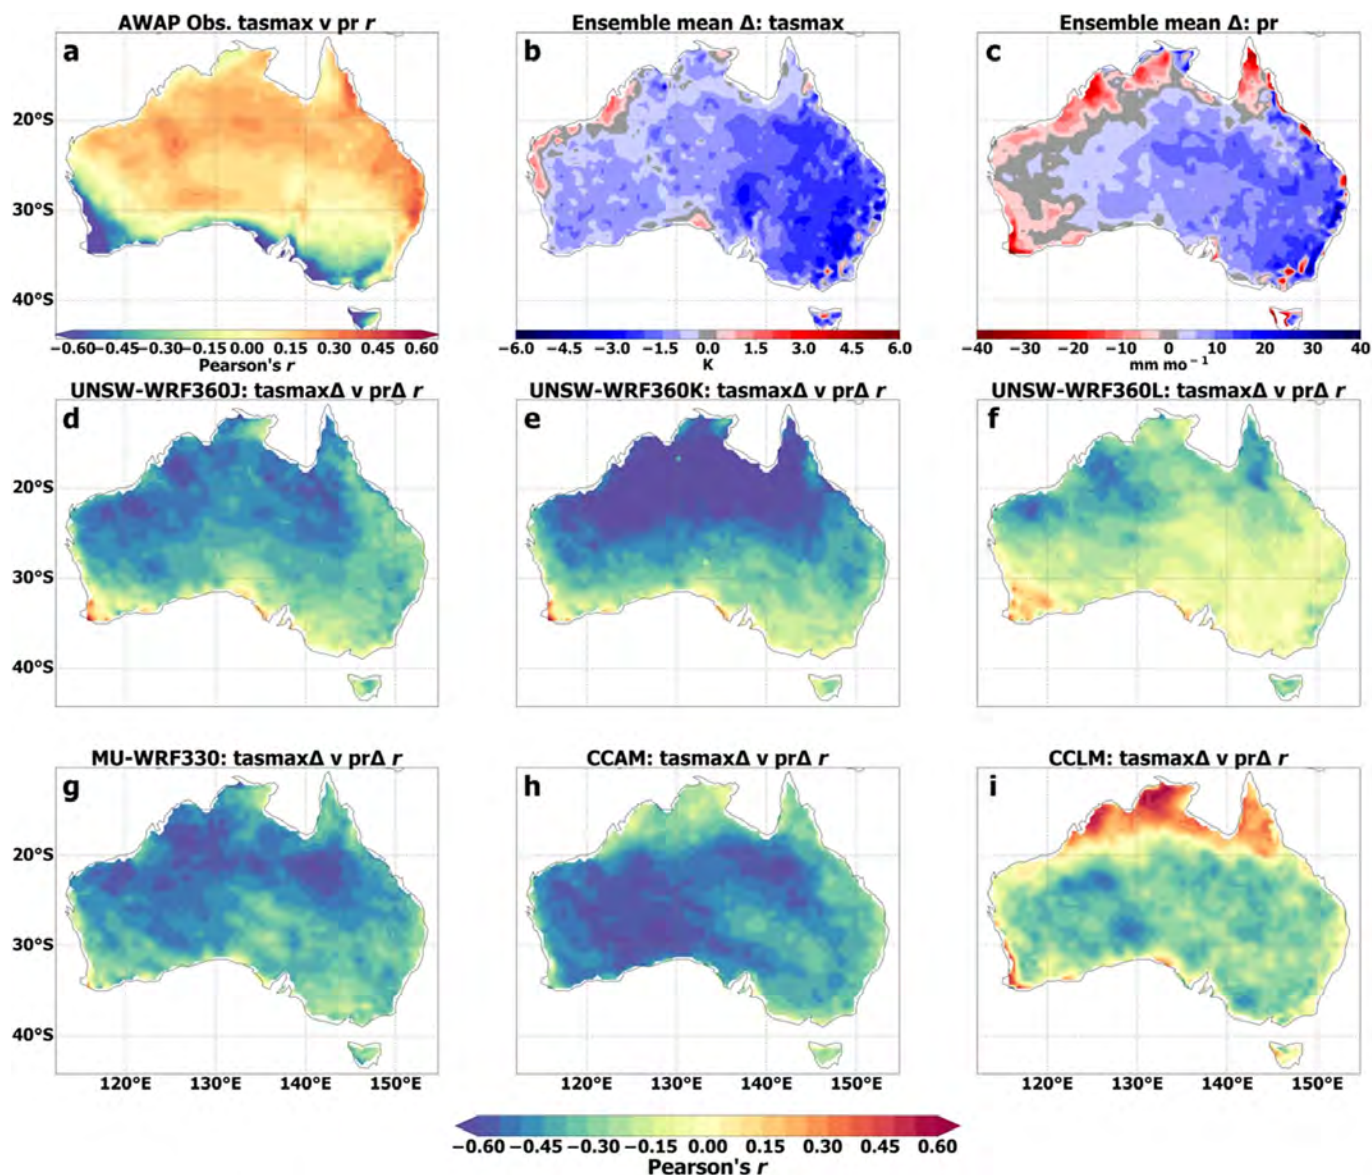 AWAP Obs. tasmax v pr r
Ensemble mean Δ: tasmax
Ensemble mean Δ: pr
a
b
c
20°S
30°S
40°S
−0.60 −0.45 −0.30 −0.15 0.00 0.15 0.30 0.45 0.60
Pearson's r
−6.0 −4.5 −3.0 −1.5 0.0 1.5 3.0 4.5 6.0
K
−40 −30 −20 −10 0 10 20 30 40
mm mo⁻¹
UNSW-WRF360J: tasmaxΔ v prΔ r
UNSW-WRF360K: tasmaxΔ v prΔ r
UNSW-WRF360L: tasmaxΔ v prΔ r
d
e
f
20°S
30°S
40°S
MU-WRF330: tasmaxΔ v prΔ r
CCAM: tasmaxΔ v prΔ r
CCLM: tasmaxΔ v prΔ r
g
h
i
20°S
30°S
40°S
120°E 130°E 140°E 150°E
120°E 130°E 140°E 150°E
120°E 130°E 140°E 150°E
−0.60 −0.45 −0.30 −0.15 0.00 0.15 0.30 0.45 0.60
Pearson's r